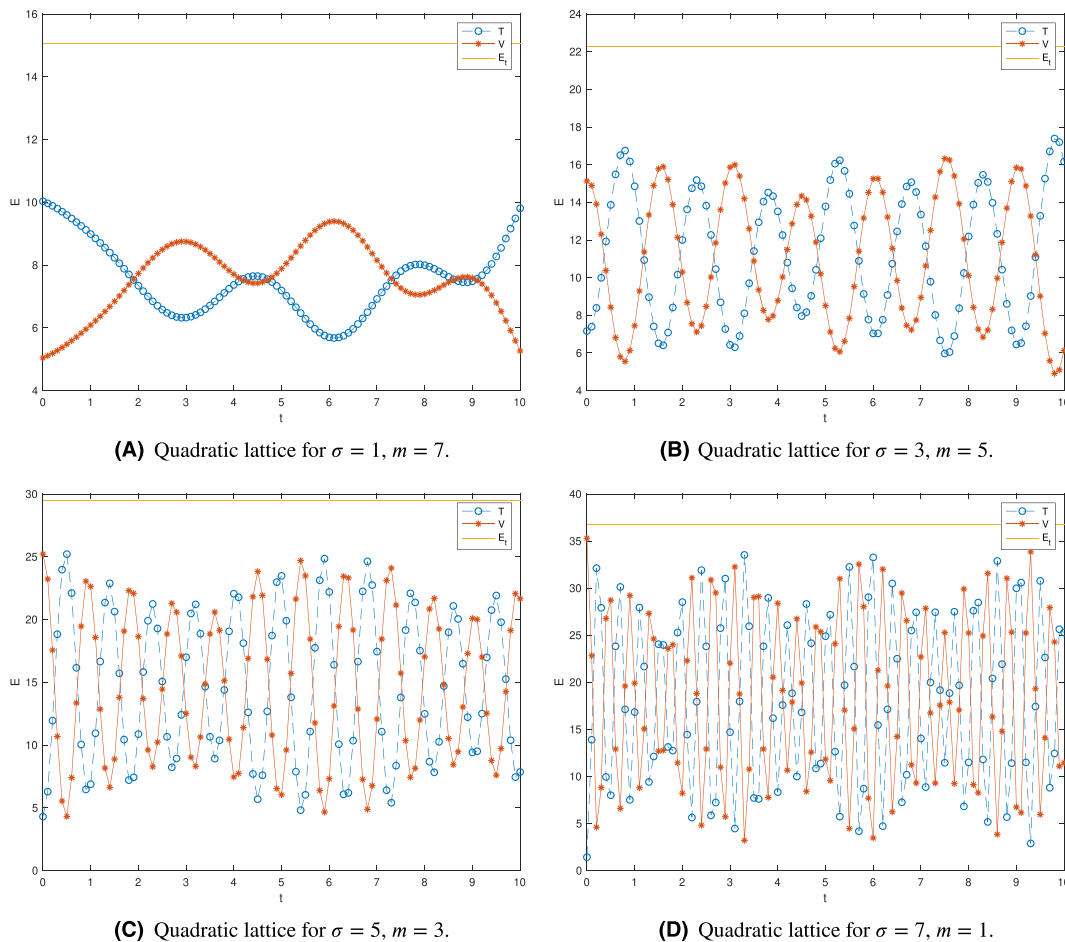 16
14
12
10
8
6
4
E
0 1 2 3 4 5 6 7 8 9 10
t
T
V
E_t
(A) Quadratic lattice for σ = 1, m = 7.
24
22
20
18
16
14
12
10
8
6
4
E
0 1 2 3 4 5 6 7 8 9 10
t
T
V
E_t
(B) Quadratic lattice for σ = 3, m = 5.
30
25
20
15
10
5
0
E
0 1 2 3 4 5 6 7 8 9 10
t
T
V
E_t
(C) Quadratic lattice for σ = 5, m = 3.
40
35
30
25
20
15
10
5
0
E
0 1 2 3 4 5 6 7 8 9 10
t
T
V
E_t
(D) Quadratic lattice for σ = 7, m = 1.